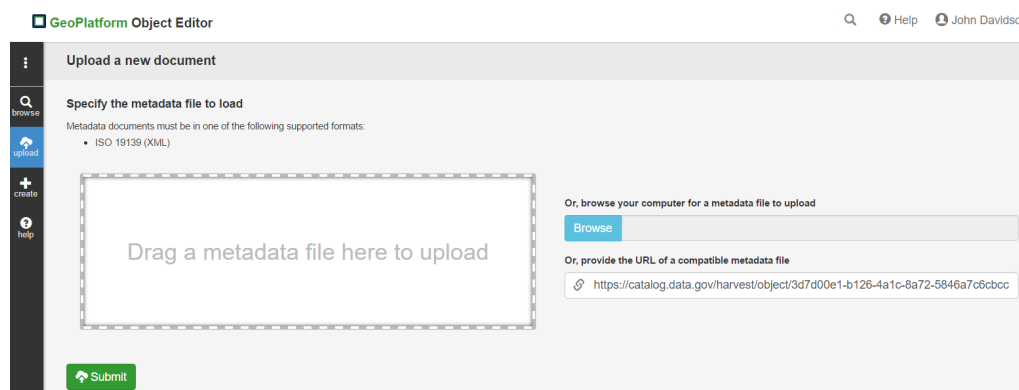 GeoPlatform Object Editor
Help
John Davidsc
Upload a new document
browse
upload
create
help
Specify the metadata file to load
Metadata documents must be in one of the following supported formats:
• ISO 19139 (XML)
Drag a metadata file here to upload
Or, browse your computer for a metadata file to upload
Browse
Or, provide the URL of a compatible metadata file
https://catalog.data.gov/harvest/object/3d7d00e1-b126-4a1c-8a72-5846a7c6cbcc
Submit